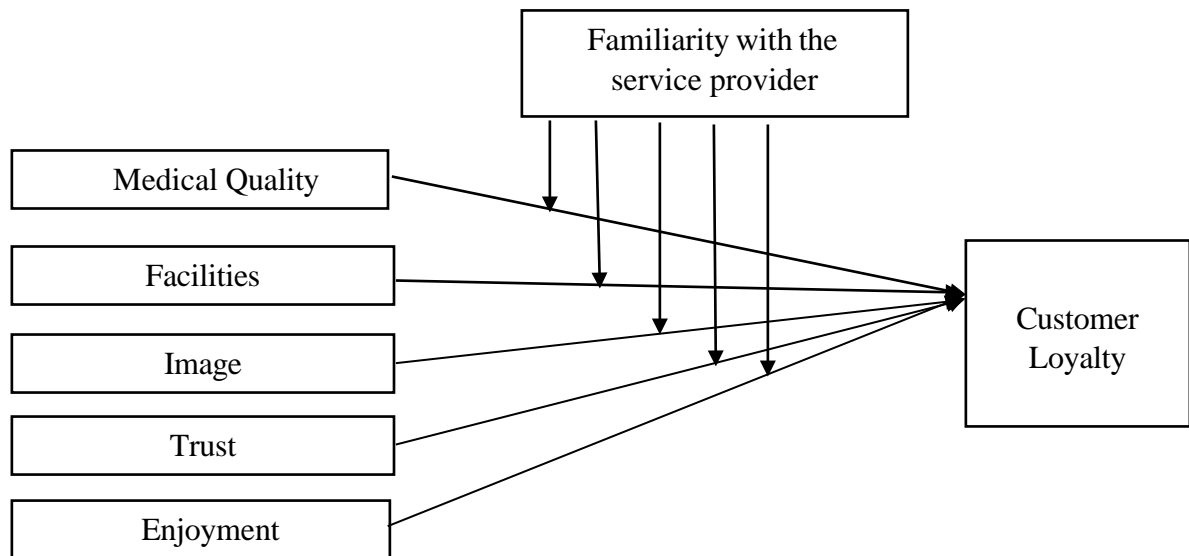 Familiarity with the
service provider
Medical Quality
Facilities
Image
Trust
Enjoyment
Customer
Loyalty